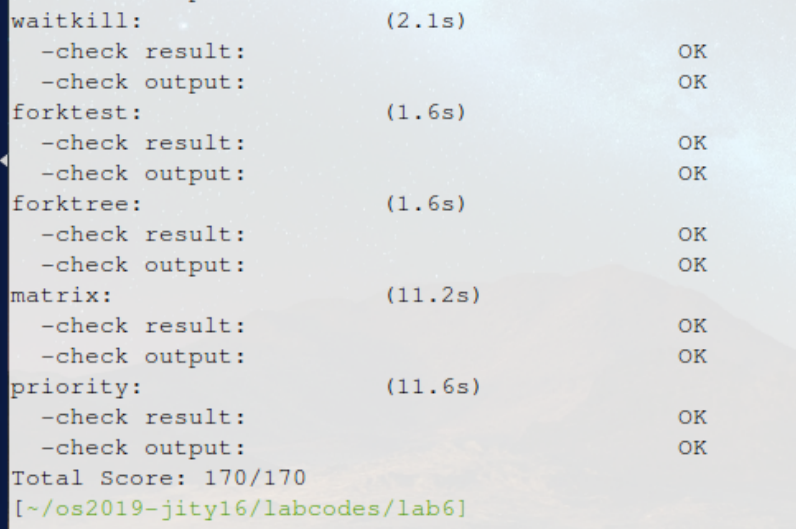 waitkill: (2.1s)
-check result: OK
-check output: OK
forktest: (1.6s)
-check result: OK
-check output: OK
forktree: (1.6s)
-check result: OK
-check output: OK
matrix: (11.2s)
-check result: OK
-check output: OK
priority: (11.6s)
-check result: OK
-check output: OK
Total Score: 170/170
[~/os2019-jity16/labcodes/lab6]